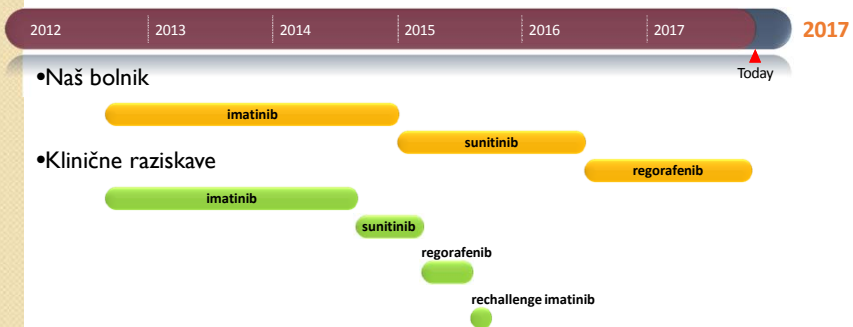 2012 2013 2014 2015 2016 2017 2017
Today
•Naš bolnik
imatinib
sunitinib
•Klinične raziskave
regorafenib
imatinib
sunitinib
regorafenib
rechallenge imatinib